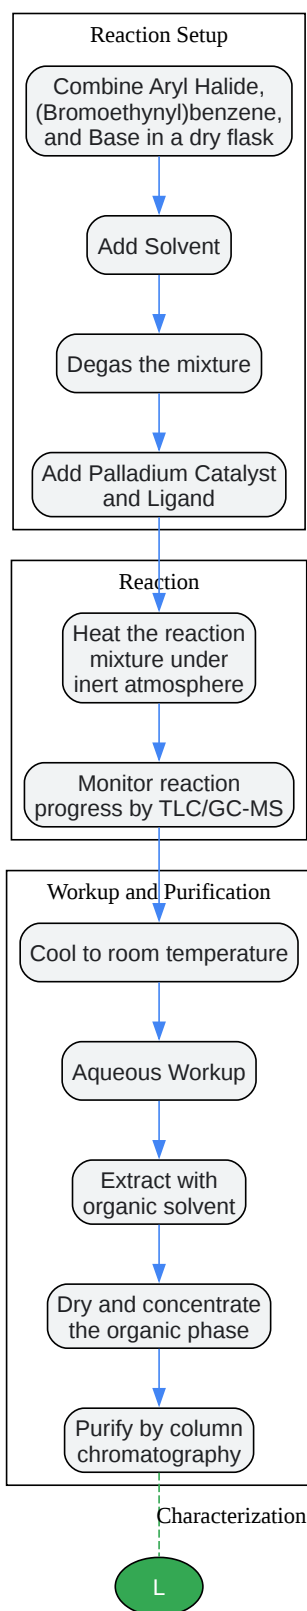 Reaction Setup
Combine Aryl Halide,
(Bromoethynyl)benzene,
and Base in a dry flask
Add Solvent
Degas the mixture
Add Palladium Catalyst
and Ligand
Reaction
Heat the reaction
mixture under
inert atmosphere
Monitor reaction
progress by TLC/GC-MS
Workup and Purification
Cool to room temperature
Aqueous Workup
Extract with
organic solvent
Dry and concentrate
the organic phase
Purify by column
chromatography
Characterization
L